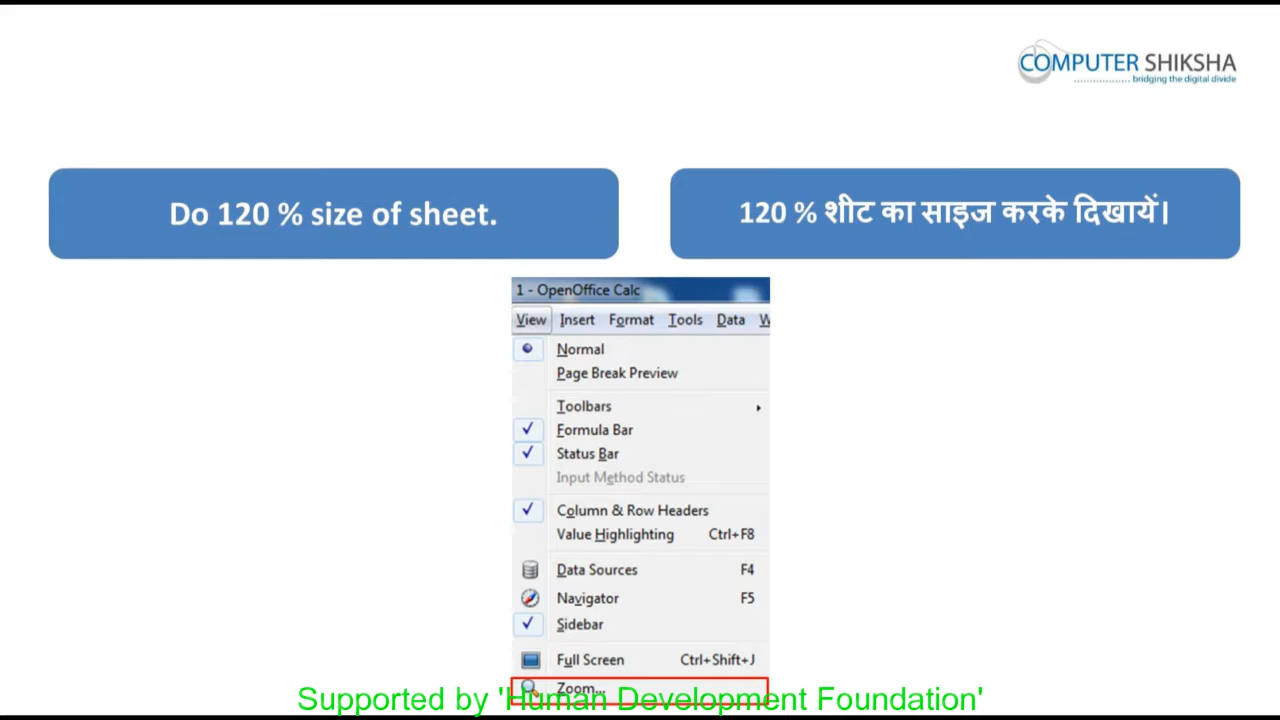 COMPUTER SHIKSHA
bridging the digital divide
Do 120 % size of sheet.
120 % शीट का साइज करके दिखायें।
1 - OpenOffice Calc
View Insert Format Tools Data W
Normal
Page Break Preview
Toolbars
Formula Bar
Status Bar
Input Method Status
Column & Row Headers
Value Highlighting Ctrl+F8
Data Sources F4
Navigator F5
Sidebar
Full Screen Ctrl+Shift+J
Zoom...
Supported by 'Human Development Foundation'